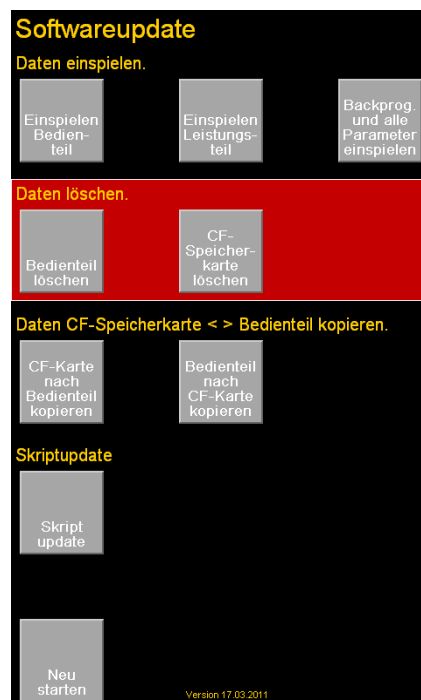 Softwareupdate
Daten einspielen.
Einspielen
Bedien-
teil
Einspielen
Leistungs-
teil
Backprog.
und alle
Parameter
einspielen
Daten löschen.
Bedienteil
löschen
CF-
Speicher-
karte
löschen
Daten CF-Speicherkarte < > Bedienteil kopieren.
CF-Karte
nach
Bedienteil
kopieren
Bedienteil
nach
CF-Karte
kopieren
Skriptupdate
Skript
update
Neu
starten
Version 17.03.2011